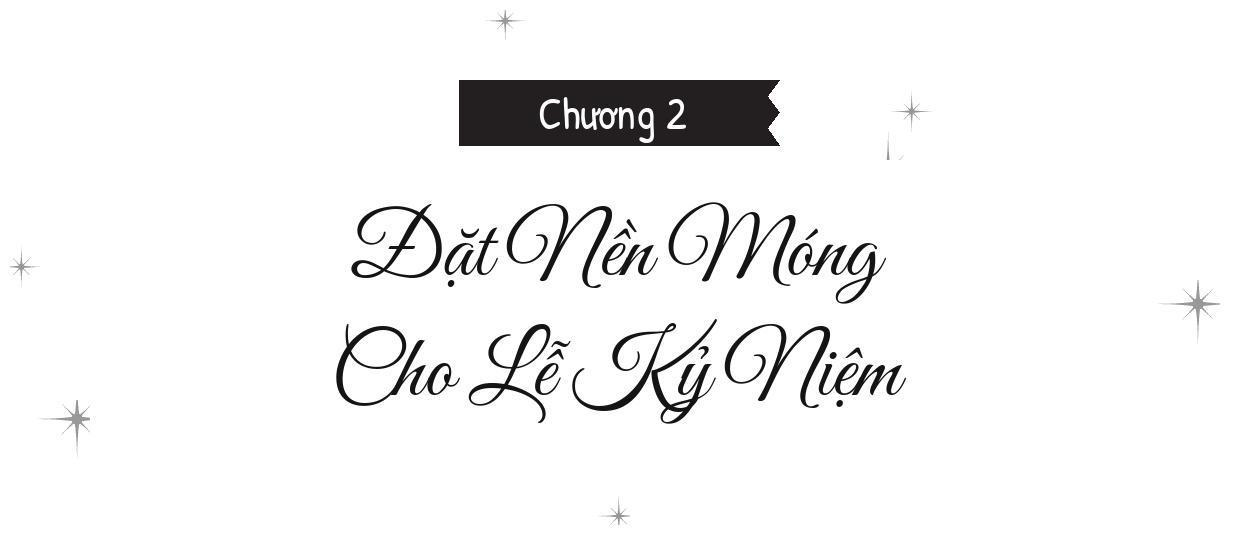 Chương 2
Đặt Nền Móng
Cho Lễ Kỷ Niệm